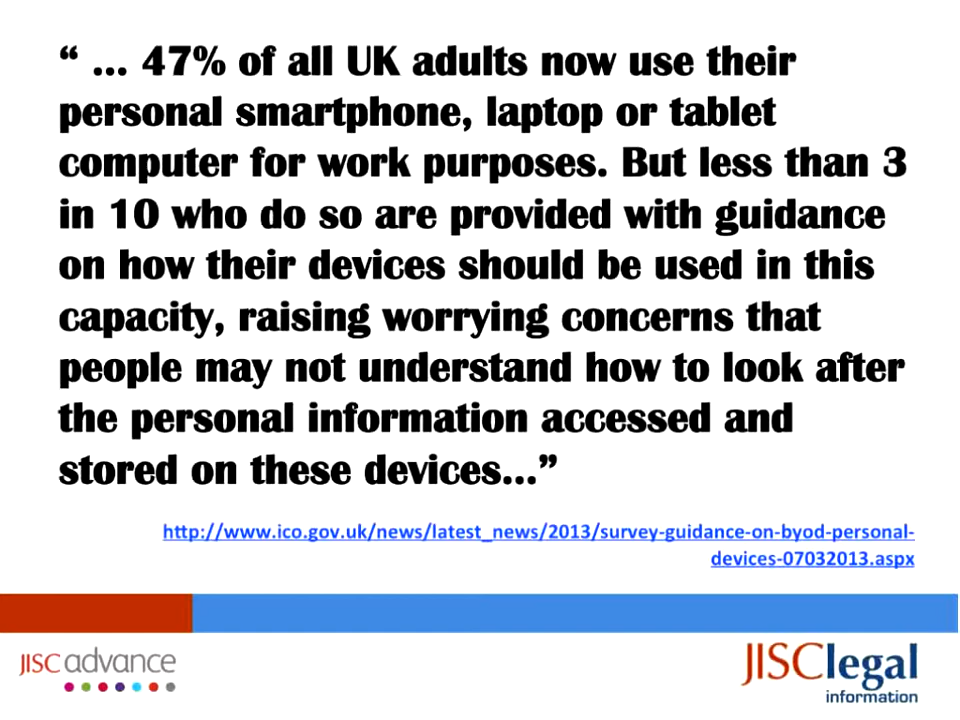 “ ... 47% of all UK adults now use their
personal smartphone, laptop or tablet
computer for work purposes. But less than 3
in 10 who do so are provided with guidance
on how their devices should be used in this
capacity, raising worrying concerns that
people may not understand how to look after
the personal information accessed and
stored on these devices...”
http://www.ico.gov.uk/news/latest_news/2013/survey-guidance-on-byod-personal-
devices-07032013.aspx
JISC advance
JISC legal
information